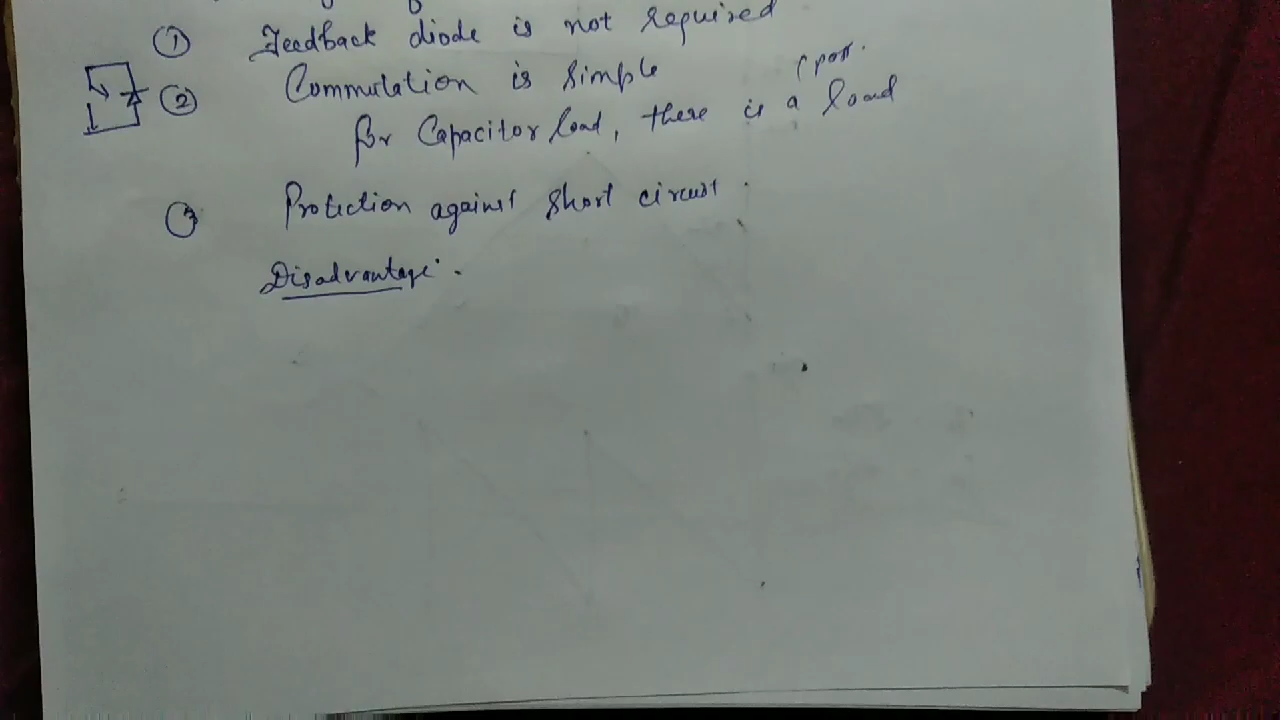 ① Feedback diode is not required
② Commutation is simple
for Capacitor load, there is a load
③ Protection against short circuit.
Disadvantage.